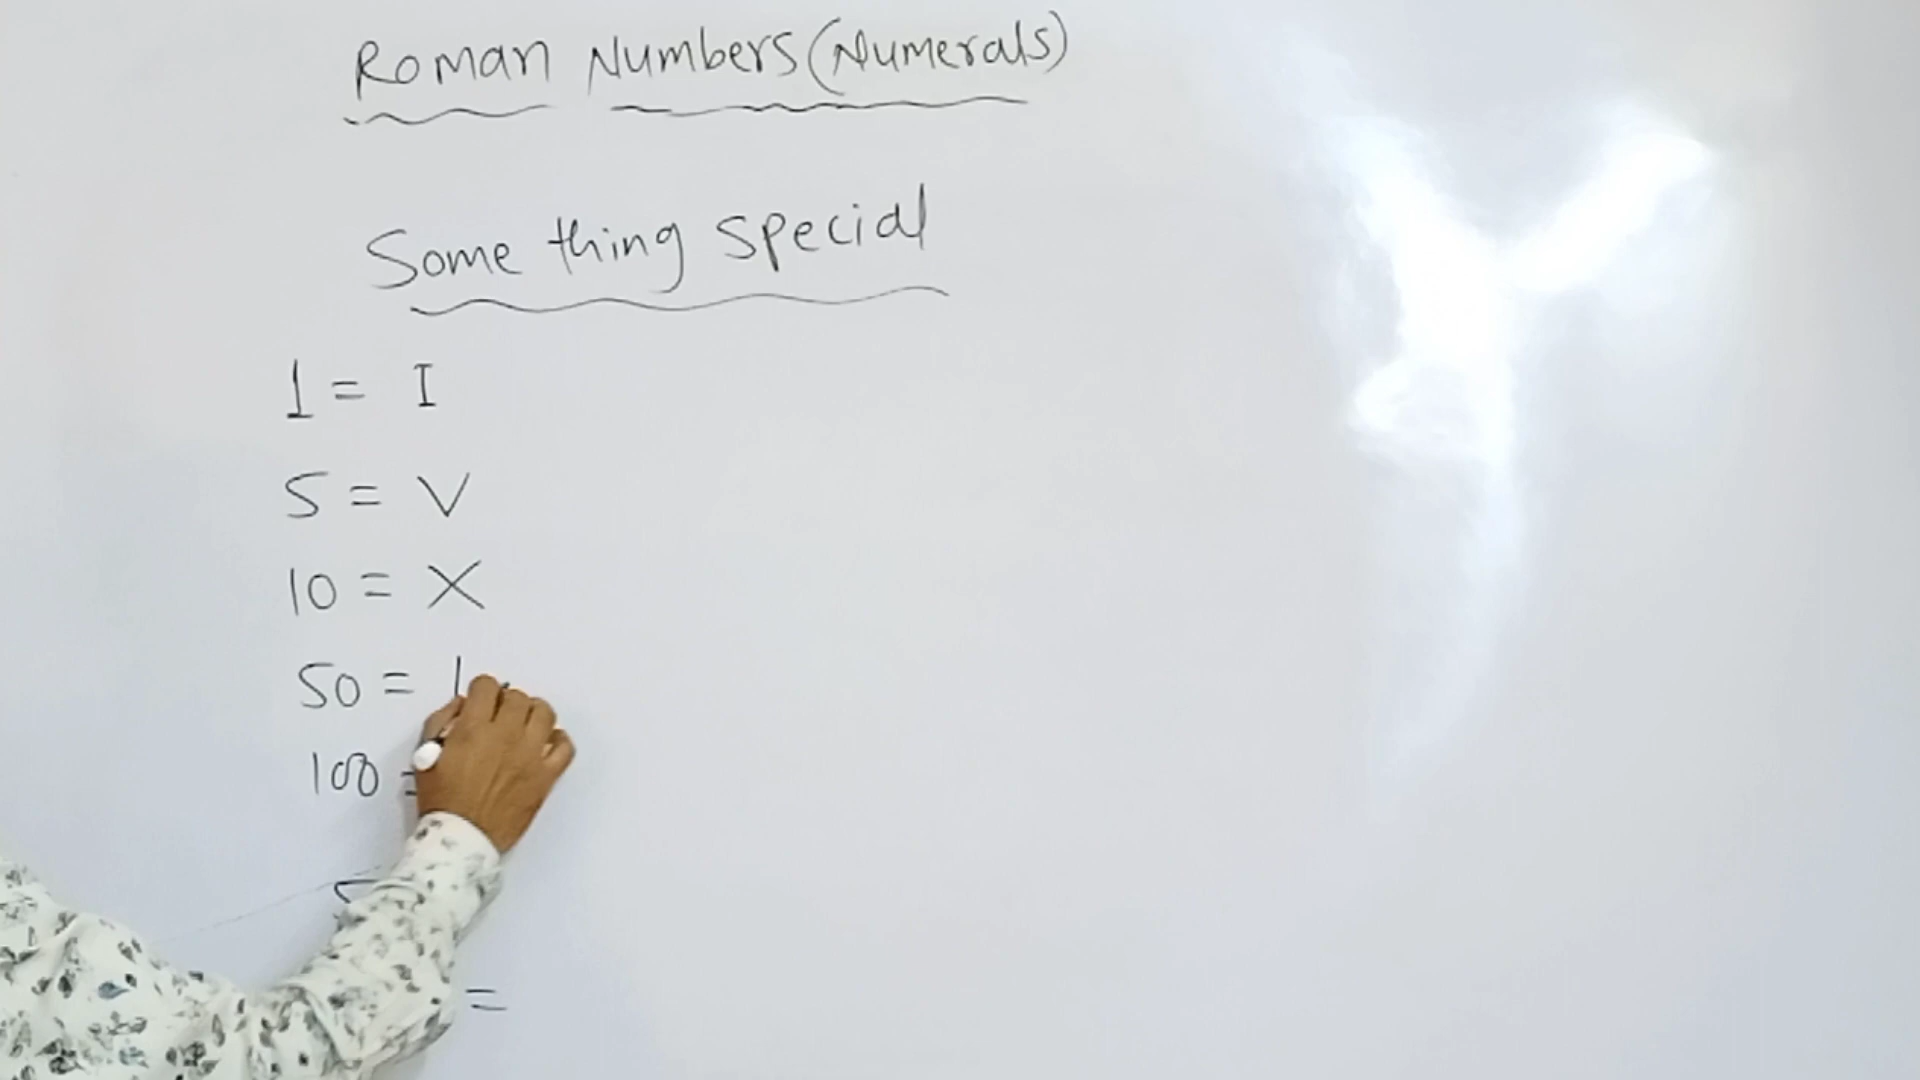 Roman Numbers (Numerals)
Some thing special
1 = I
5 = V
10 = X
50 =
100 =
=